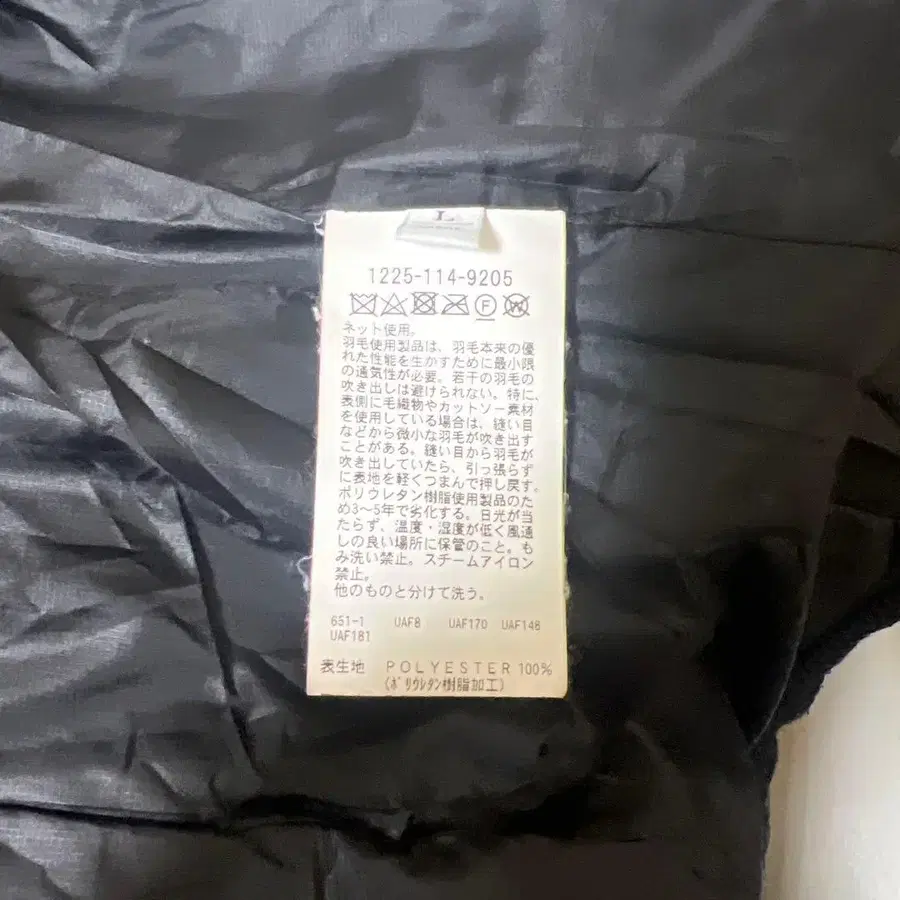 L
1225-114-9205
F W
ネット使用。
羽毛使用製品は、羽毛本来の優
れた性能を生かすために最小限
の通気性が必要。若干の羽毛の
吹き出しは避けられない。特に、
表側に毛織物やカットソー素材
を使用している場合は、縫い目
などから微小な羽毛が吹き出す
ことがある。縫い目から羽毛が
吹き出していたら、引っ張らず
に表地を軽くつまんで押し戻す。
ポリウレタン樹脂使用製品のた
め3～5年で劣化する。日光が当
たらず、温度・湿度が低く風通
しの良い場所に保管のこと。も
み洗い禁止。スチームアイロン
禁止。
他のものと分けて洗う。
651-1 UAF8 UAF170 UAF146
UAF181
表生地 POLYESTER 100%
(ﾎﾟﾘｳﾚﾀﾝ樹脂加工)